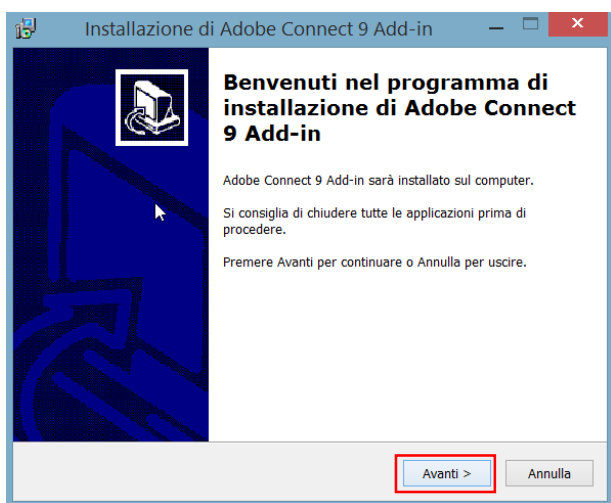 Installazione di Adobe Connect 9 Add-in
Benvenuti nel programma di
installazione di Adobe Connect
9 Add-in
Adobe Connect 9 Add-in sarà installato sul computer.
Si consiglia di chiudere tutte le applicazioni prima di
procedere.
Premere Avanti per continuare o Annulla per uscire.
Avanti >
Annulla